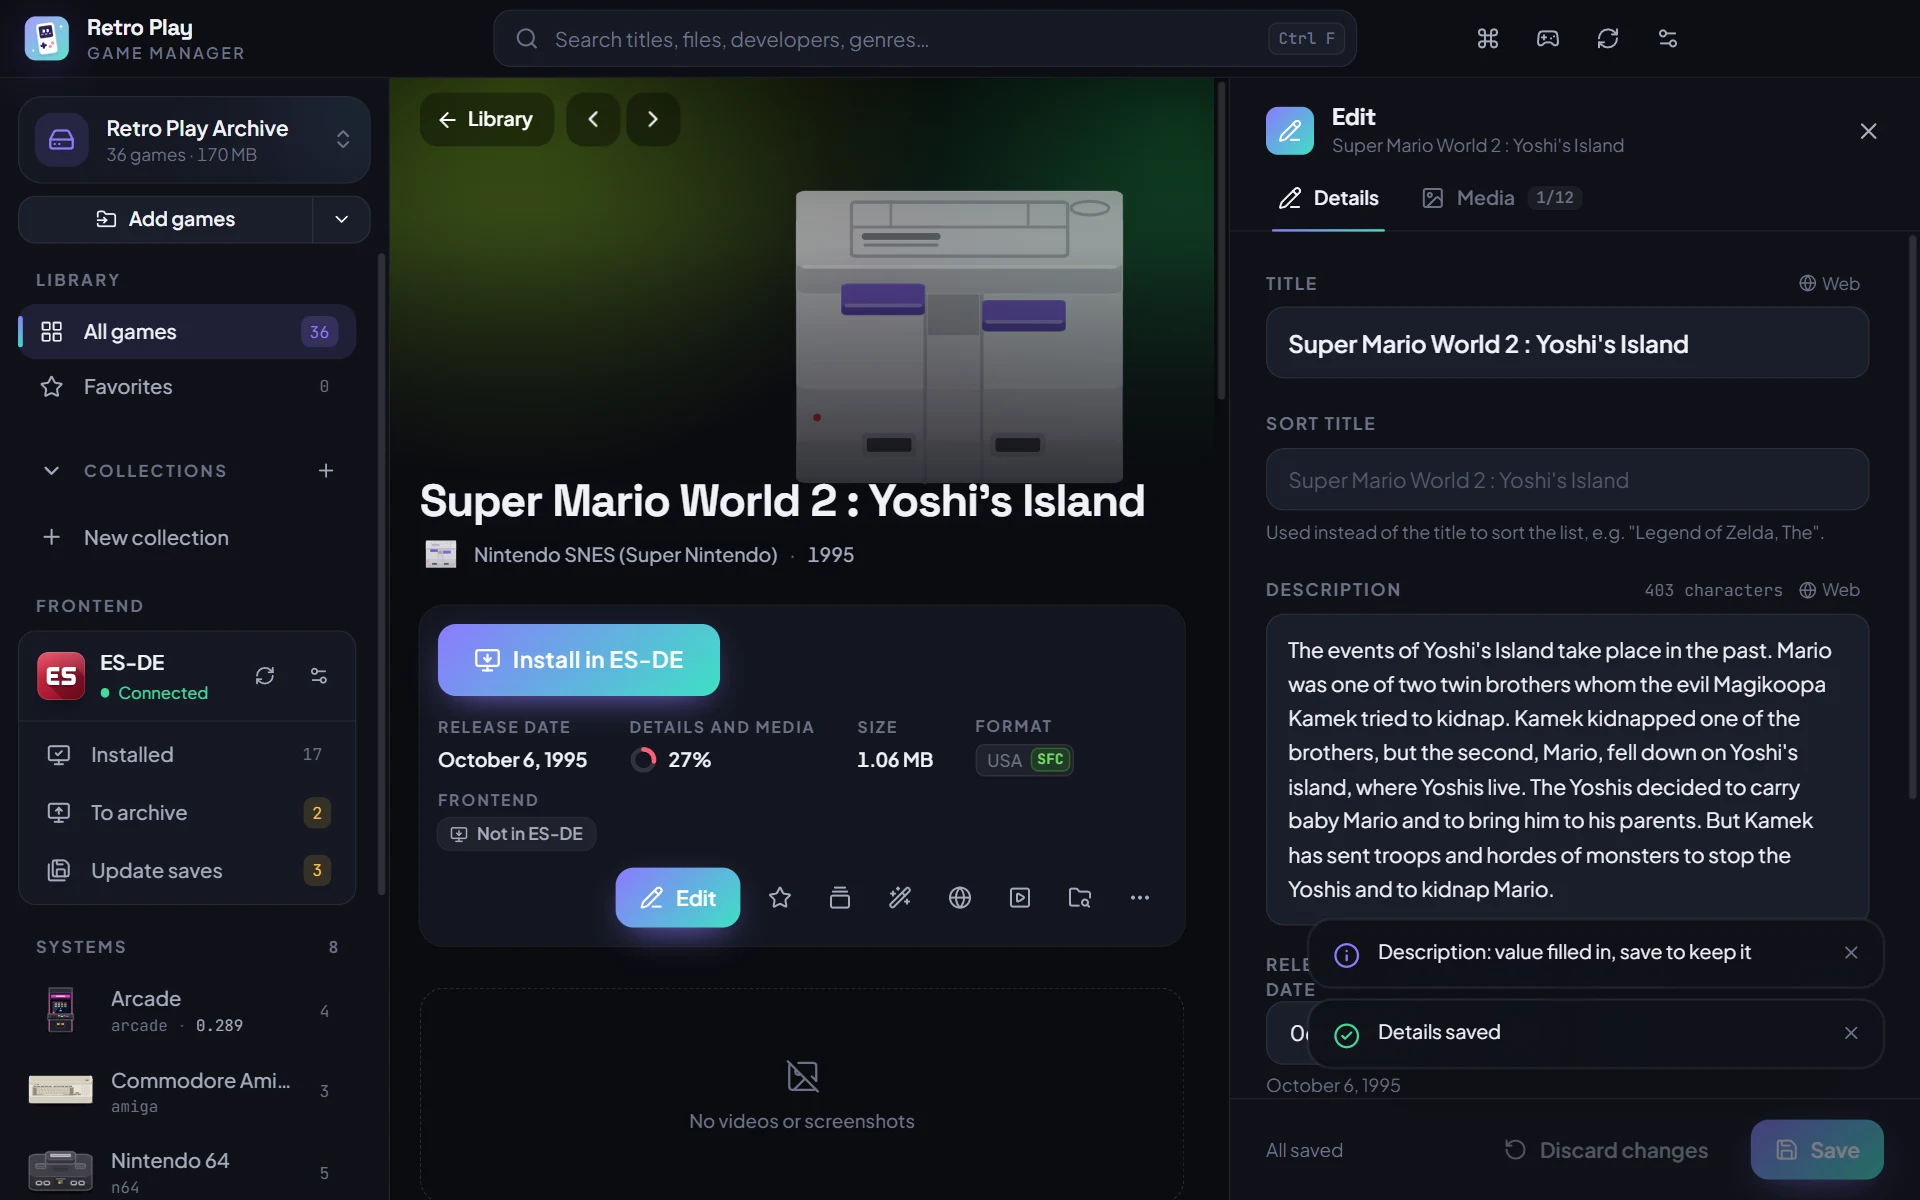 Retro Play
GAME MANAGER
Search titles, files, developers, genres...
Ctrl F
Retro Play Archive
36 games · 170 MB
Add games
LIBRARY
All games
36
Favorites
0
COLLECTIONS
New collection
FRONTEND
ES
ES-DE
Connected
Installed
17
To archive
2
Update saves
3
SYSTEMS
8
Arcade
arcade · 0.289
4
Commodore Ami...
amiga
3
Nintendo 64
n64
5
Library
Super Mario World 2 : Yoshi's Island
Nintendo SNES (Super Nintendo) · 1995
Install in ES-DE
RELEASE DATE
October 6, 1995
DETAILS AND MEDIA
27%
SIZE
1.06 MB
FORMAT
USA SFC
FRONTEND
Not in ES-DE
Edit
No videos or screenshots
Edit
Super Mario World 2 : Yoshi's Island
Details
Media
1/12
TITLE
Web
Super Mario World 2 : Yoshi's Island
SORT TITLE
Super Mario World 2 : Yoshi's Island
Used instead of the title to sort the list, e.g. "Legend of Zelda, The".
DESCRIPTION
403 characters
Web
The events of Yoshi's Island take place in the past. Mario
was one of two twin brothers whom the evil Magikoopa
Kamek tried to kidnap. Kamek kidnapped one of the
brothers, but the second, Mario, fell down on Yoshi's
island, where Yoshis live. The Yoshis decided to carry
baby Mario and to bring him to his parents. But Kamek
has sent troops and hordes of monsters to stop the
Yoshis and to kidnap Mario.
Description: value filled in, save to keep it
DATE
Details saved
October 6, 1995
All saved
Discard changes
Save